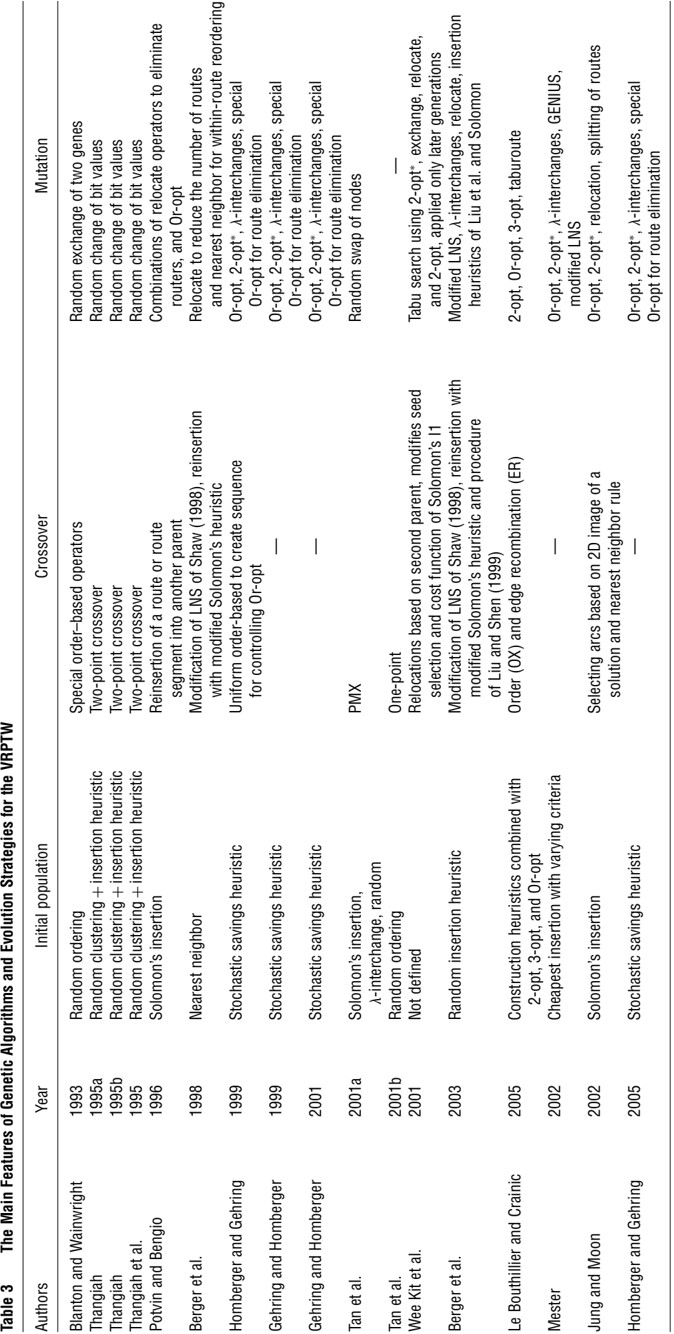 Table 3 The Main Features of Genetic Algorithms and Evolution Strategies for the VRPTW
Authors Year Initial population Crossover Mutation
Blanton and Wainwright 1993 Random ordering Special order–based operators Random exchange of two genes
Thangiah 1995a Random clustering + insertion heuristic Two-point crossover Random change of bit values
Thangiah 1995b Random clustering + insertion heuristic Two-point crossover Random change of bit values
Thangiah et al. 1995 Random clustering + insertion heuristic Two-point crossover Random change of bit values
Potvin and Bengio 1996 Solomon's insertion Reinsertion of a route or route Combinations of relocate operators to eliminate
segment into another parent routers, and Or-opt
Berger et al. 1998 Nearest neighbor Modification of LNS of Shaw (1998), reinsertion Relocate to reduce the number of routes
with modified Solomon's heuristic and nearest neighbor for within-route reordering
Homberger and Gehring 1999 Stochastic savings heuristic Uniform order-based to create sequence Or-opt, 2-opt*, λ-interchanges, special
for controlling Or-opt Or-opt for route elimination
Gehring and Homberger 1999 Stochastic savings heuristic — Or-opt, 2-opt*, λ-interchanges, special
Or-opt for route elimination
Gehring and Homberger 2001 Stochastic savings heuristic — Or-opt, 2-opt*, λ-interchanges, special
Or-opt for route elimination
Tan et al. 2001a Solomon's insertion, PMX Random swap of nodes
λ-interchange, random
Tan et al. 2001b Random ordering One-point —
Wee Kit et al. 2001 Not defined Relocations based on second parent, modifies seed Tabu search using 2-opt*, exchange, relocate,
selection and cost function of Solomon's I1 and 2-opt, applied only later generations
Berger et al. 2003 Random insertion heuristic Modification of LNS of Shaw (1998), reinsertion with Modified LNS, λ-interchanges, relocate, insertion
modified Solomon's heuristic and procedure heuristics of Liu et al. and Solomon
of Liu and Shen (1999)
Le Bouthillier and Crainic 2005 Construction heuristics combined with Order (OX) and edge recombination (ER) 2-opt, Or-opt, 3-opt, taburoute
2-opt, 3-opt, and Or-opt
Mester 2002 Cheapest insertion with varying criteria — Or-opt, 2-opt*, λ-interchanges, GENIUS,
modified LNS
Jung and Moon 2002 Solomon's insertion Selecting arcs based on 2D image of a Or-opt, 2-opt*, relocation, splitting of routes
solution and nearest neighbor rule
Homberger and Gehring 2005 Stochastic savings heuristic — Or-opt, 2-opt*, λ-interchanges, special
Or-opt for route elimination